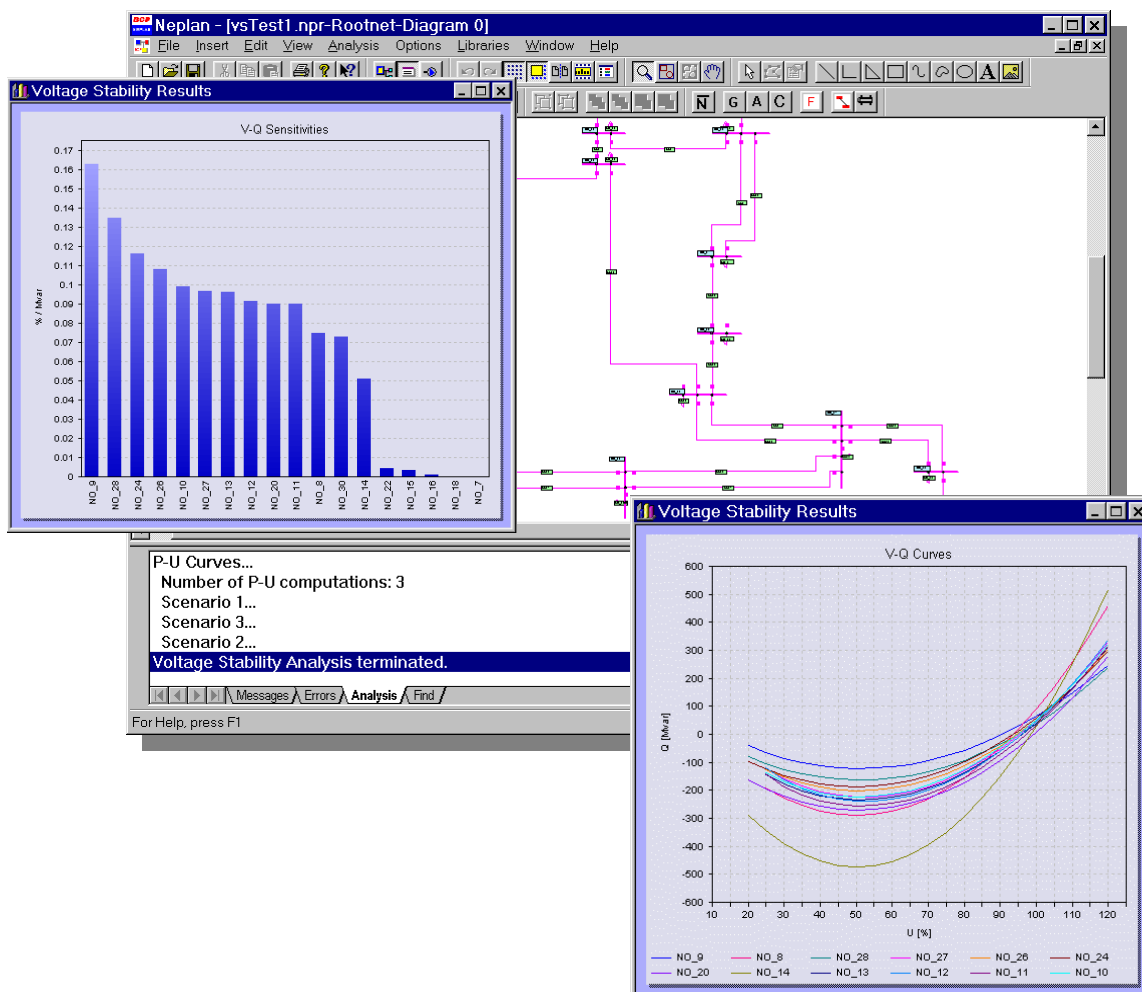 Neplan - [vsTest1.npr-Rootnet-Diagram 0]
File Insert Edit View Analysis Options Libraries Window Help
N G A C F
Voltage Stability Results
V-Q Sensitivities
% / Mvar
0.17
0.16
0.15
0.14
0.13
0.12
0.11
0.1
0.09
0.08
0.07
0.06
0.05
0.04
0.03
0.02
0.01
0
NO_9 NO_28 NO_24 NO_26 NO_10 NO_27 NO_13 NO_12 NO_20 NO_11 NO_8 NO_30 NO_14 NO_22 NO_15 NO_16 NO_18 NO_7
P-U Curves...
Number of P-U computations: 3
Scenario 1...
Scenario 3...
Scenario 2...
Voltage Stability Analysis terminated.
Messages Errors Analysis Find
For Help, press F1
Voltage Stability Results
V-Q Curves
Q [Mvar]
600
500
400
300
200
100
0
-100
-200
-300
-400
-500
-600
10 20 30 40 50 60 70 80 90 100 110 120
U [%]
NO_9 NO_8 NO_28 NO_27 NO_26 NO_24
NO_20 NO_14 NO_13 NO_12 NO_11 NO_10